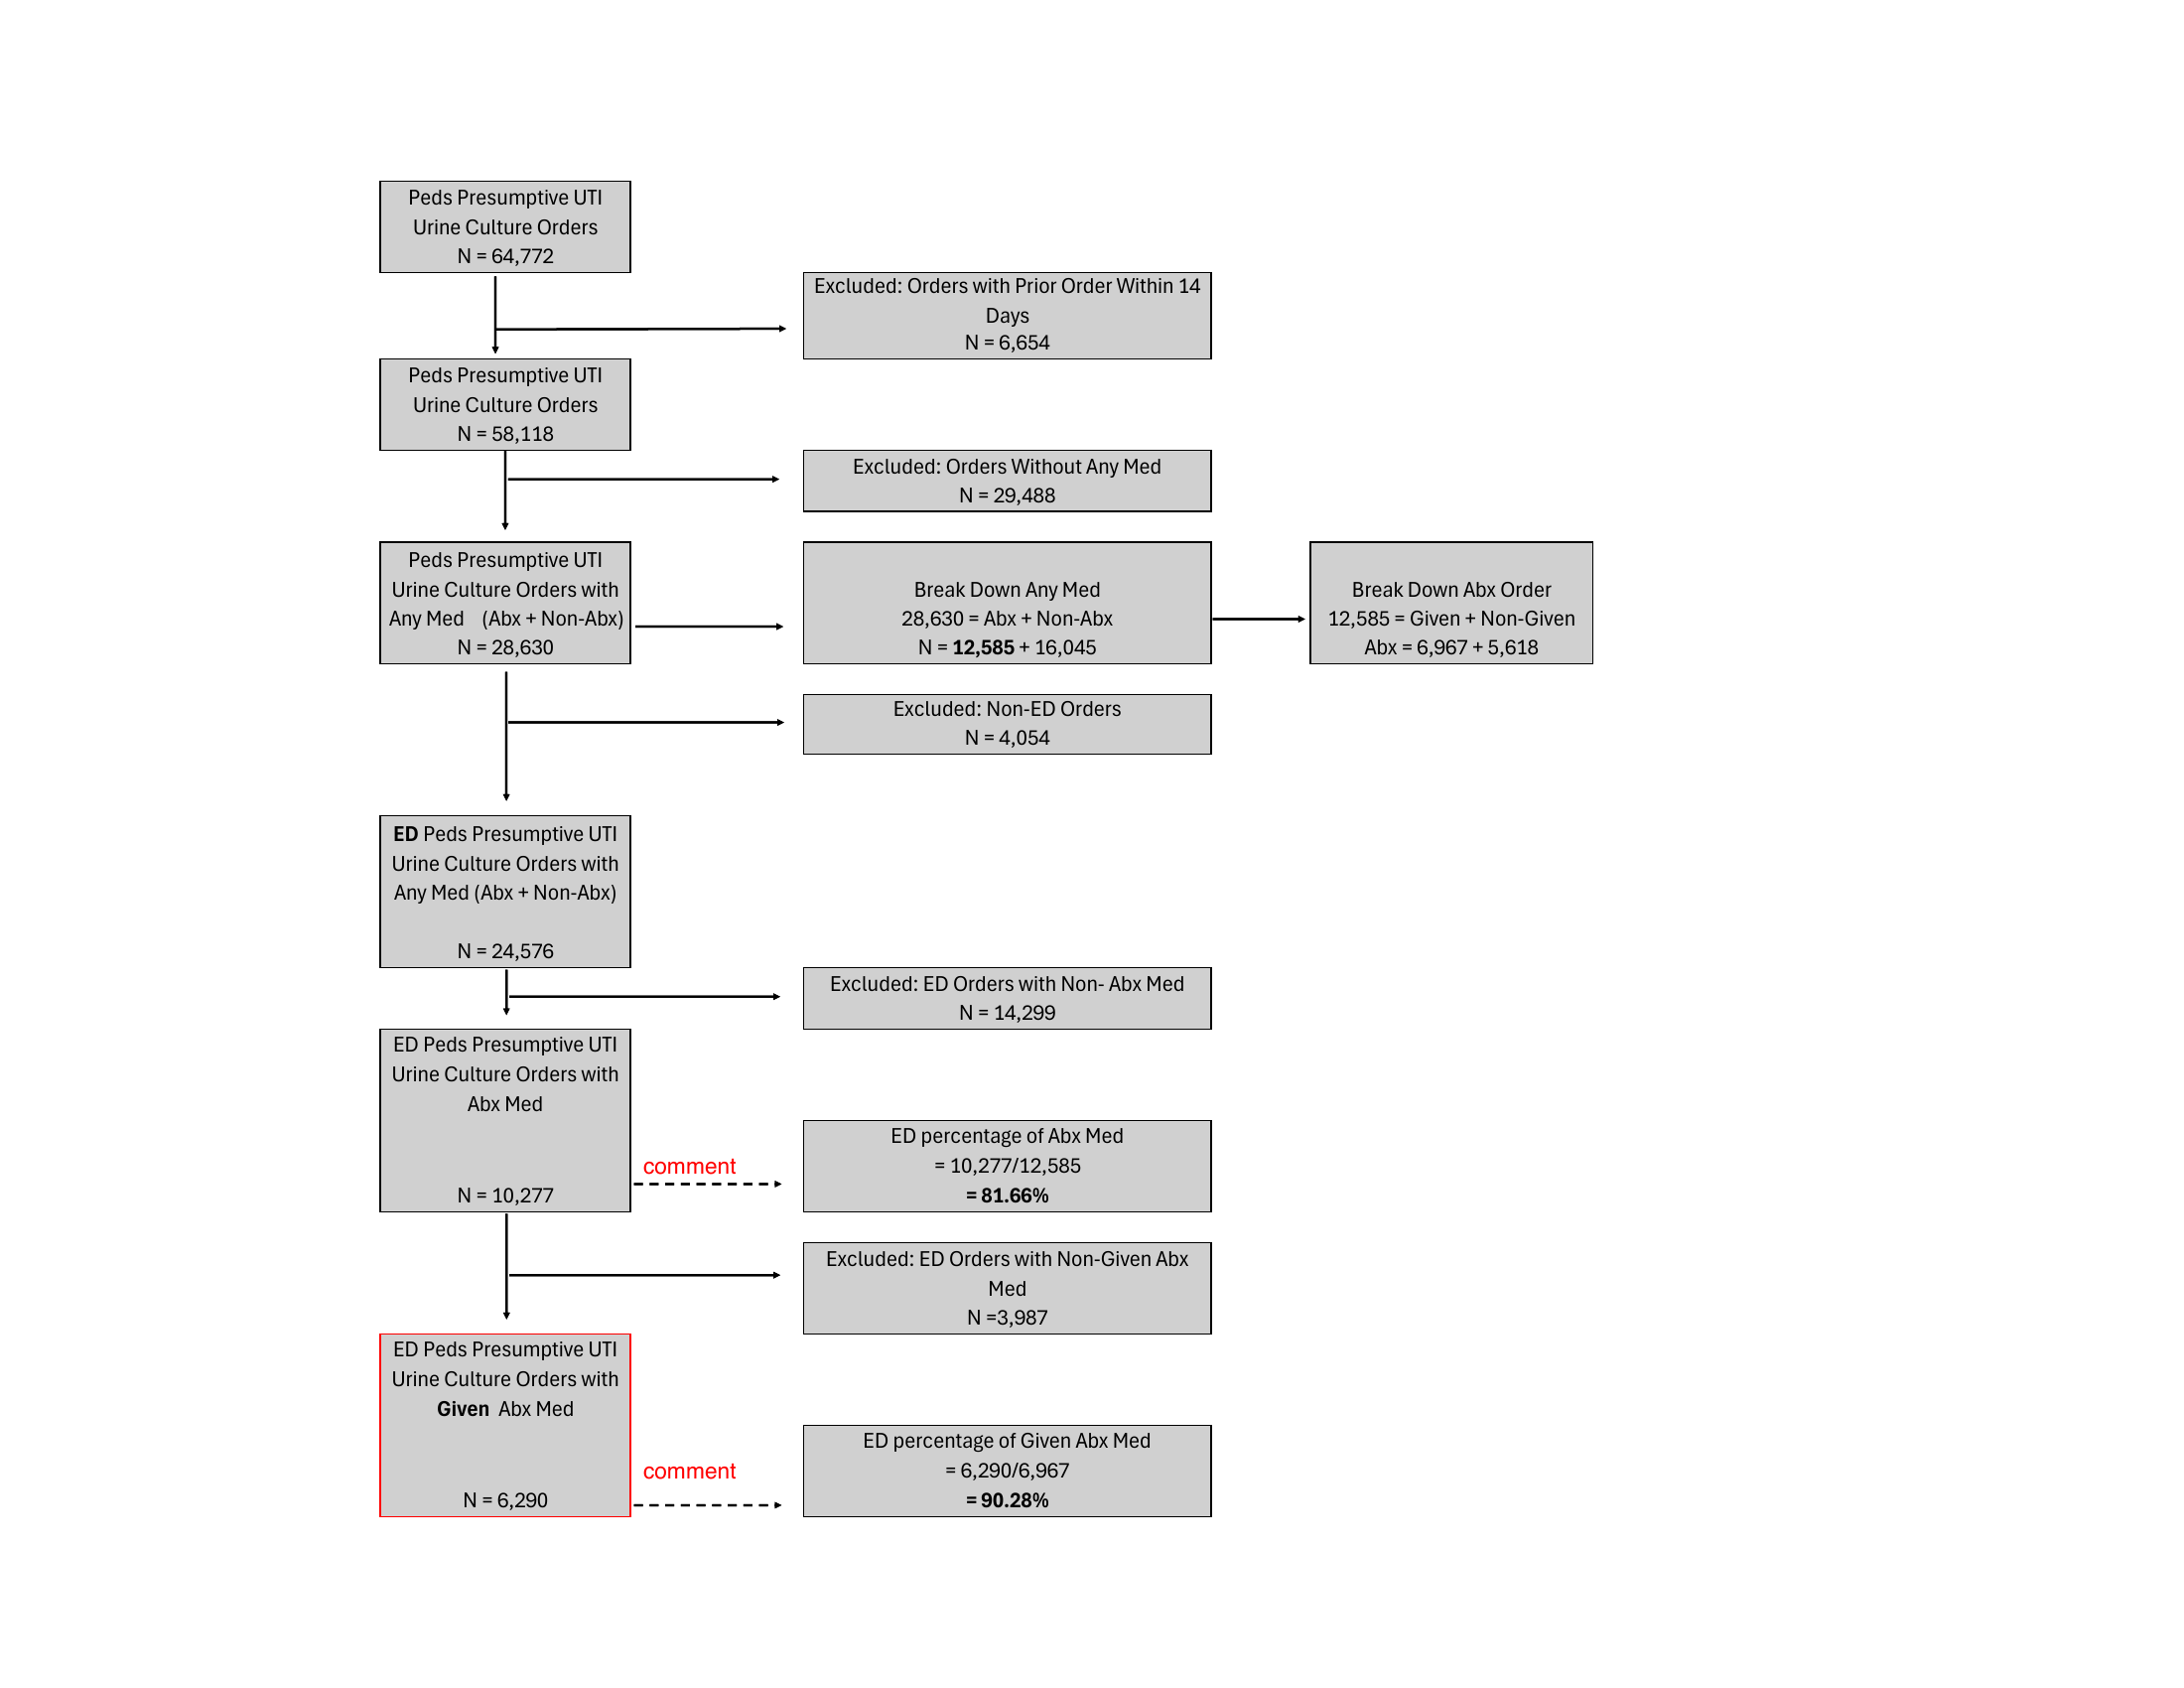 Peds Presumptive UTI
Urine Culture Orders
N = 64,772
Excluded: Orders with Prior Order Within 14
Days
N = 6,654
Peds Presumptive UTI
Urine Culture Orders
N = 58,118
Excluded: Orders Without Any Med
N = 29,488
Peds Presumptive UTI
Urine Culture Orders with
Any Med (Abx + Non-Abx)
N = 28,630
Break Down Any Med
28,630 = Abx + Non-Abx
N = 12,585 + 16,045
Break Down Abx Order
12,585 = Given + Non-Given
Abx = 6,967 + 5,618
Excluded: Non-ED Orders
N = 4,054
ED Peds Presumptive UTI
Urine Culture Orders with
Any Med (Abx + Non-Abx)
N = 24,576
Excluded: ED Orders with Non- Abx Med
N = 14,299
ED Peds Presumptive UTI
Urine Culture Orders with
Abx Med
N = 10,277
comment
ED percentage of Abx Med
= 10,277/12,585
= 81.66%
Excluded: ED Orders with Non-Given Abx
Med
N =3,987
ED Peds Presumptive UTI
Urine Culture Orders with
Given Abx Med
N = 6,290
comment
ED percentage of Given Abx Med
= 6,290/6,967
= 90.28%